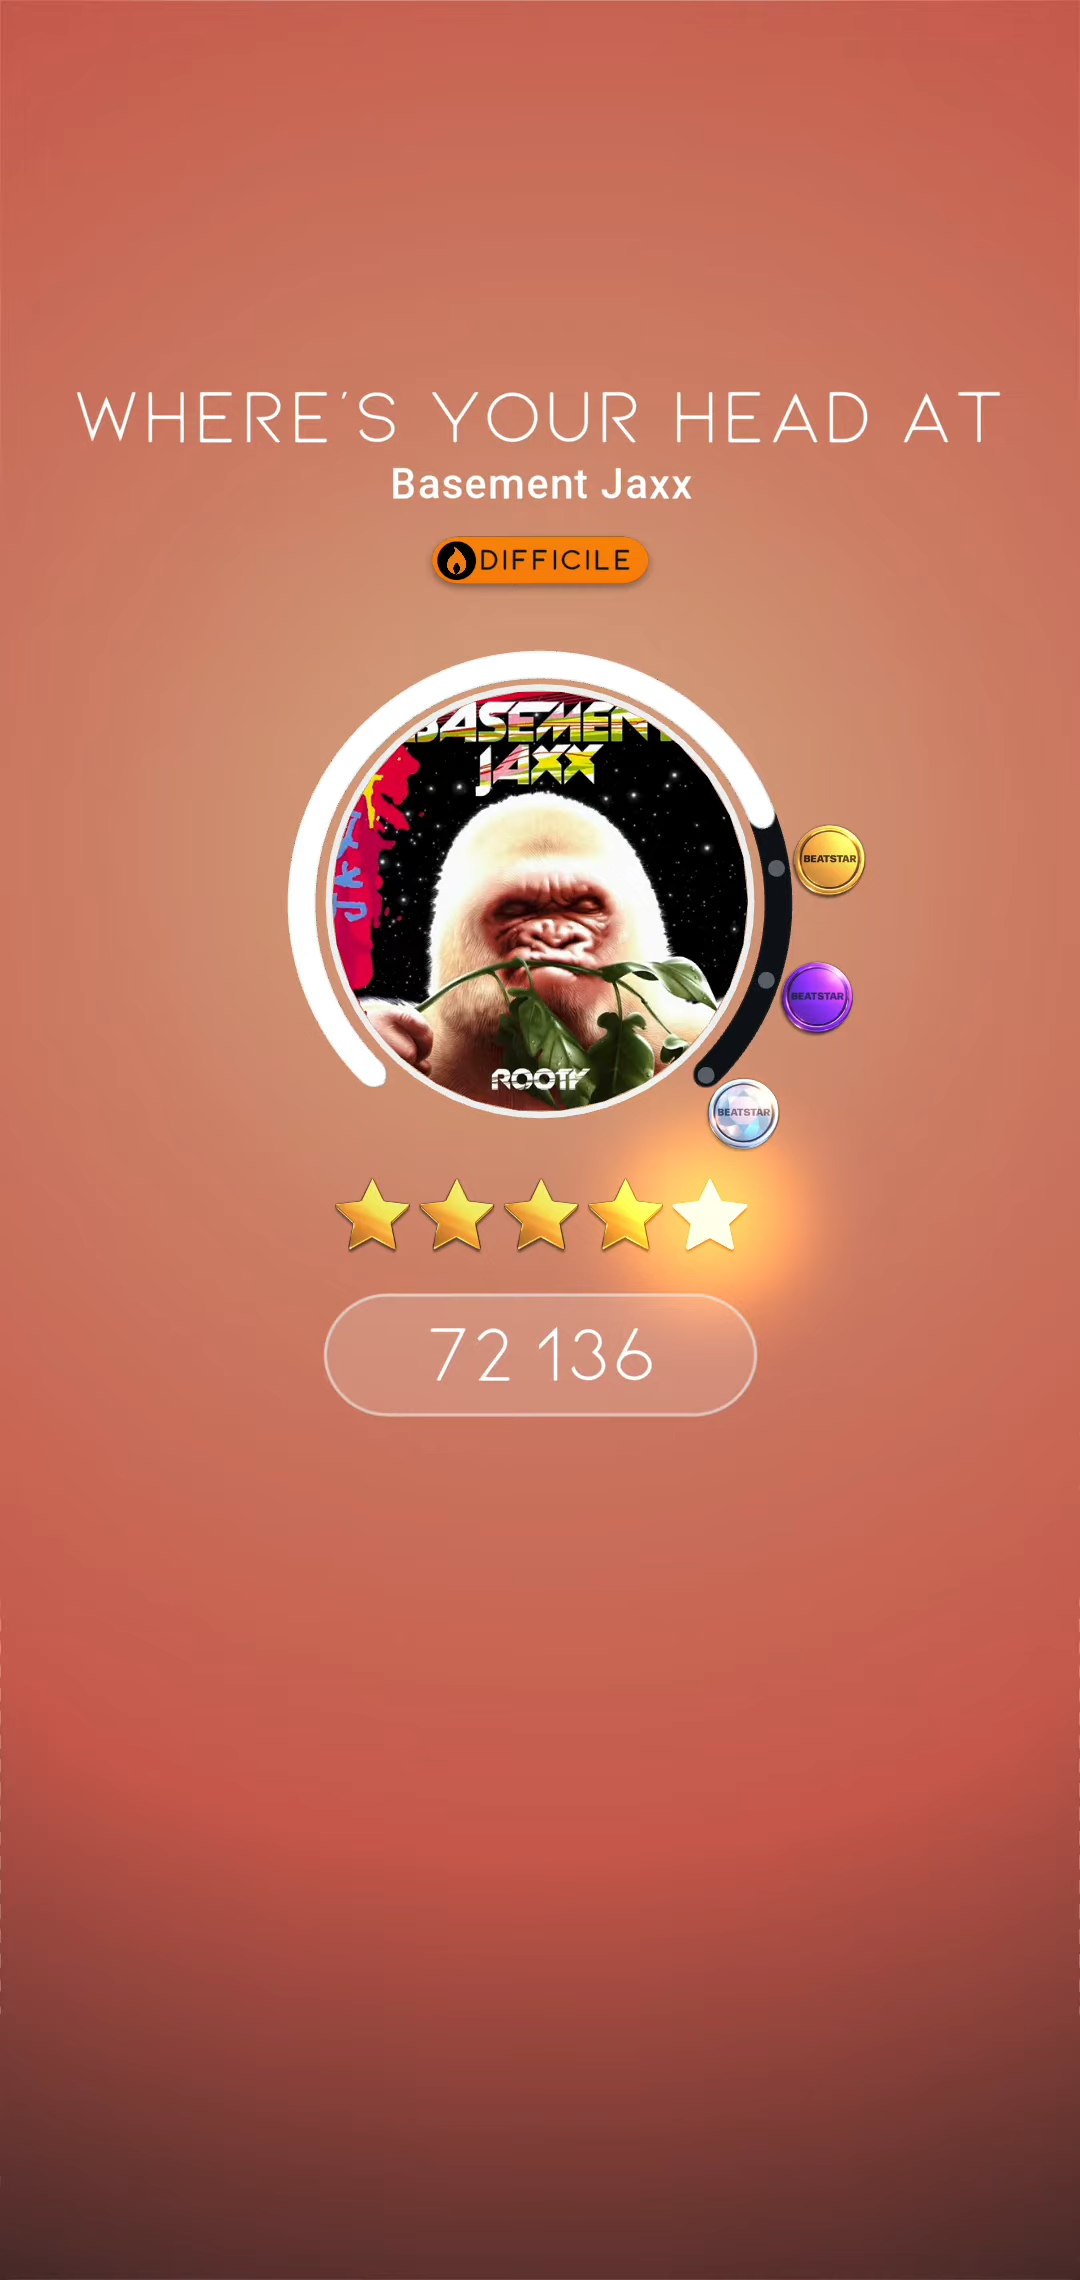 WHERE'S YOUR HEAD AT
Basement Jaxx
DIFFICILE
BASEMENT
JAXX
BEATSTAR
BEATSTAR
ROOTY
BEATSTAR
72 136